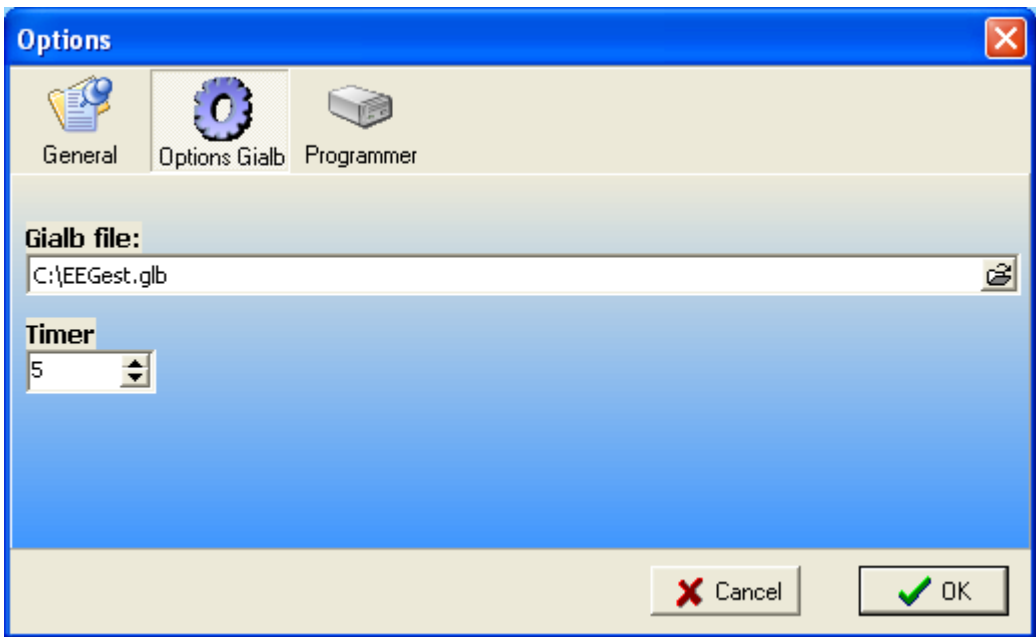 Options
General
Options Gialb
Programmer
Gialb file:
C:\EEGest.glb
Timer
5
Cancel
OK